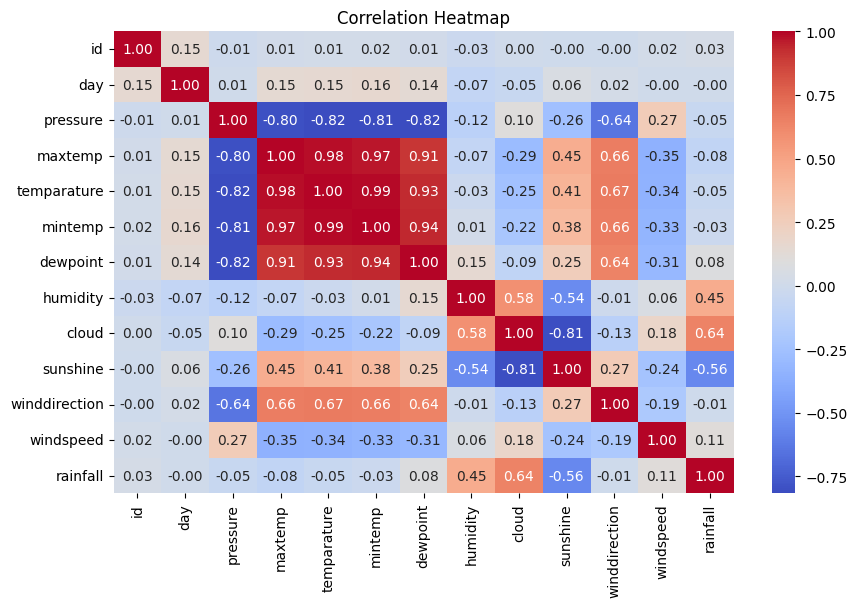 Correlation Heatmap
id 1.00 0.15 -0.01 0.01 0.01 0.02 0.01 -0.03 0.00 -0.00 -0.00 0.02 0.03
day 0.15 1.00 0.01 0.15 0.15 0.16 0.14 -0.07 -0.05 0.06 0.02 -0.00 -0.00
pressure -0.01 0.01 1.00 -0.80 -0.82 -0.81 -0.82 -0.12 0.10 -0.26 -0.64 0.27 -0.05
maxtemp 0.01 0.15 -0.80 1.00 0.98 0.97 0.91 -0.07 -0.29 0.45 0.66 -0.35 -0.08
temparature 0.01 0.15 -0.82 0.98 1.00 0.99 0.93 -0.03 -0.25 0.41 0.67 -0.34 -0.05
mintemp 0.02 0.16 -0.81 0.97 0.99 1.00 0.94 0.01 -0.22 0.38 0.66 -0.33 -0.03
dewpoint 0.01 0.14 -0.82 0.91 0.93 0.94 1.00 0.15 -0.09 0.25 0.64 -0.31 0.08
humidity -0.03 -0.07 -0.12 -0.07 -0.03 0.01 0.15 1.00 0.58 -0.54 -0.01 0.06 0.45
cloud 0.00 -0.05 0.10 -0.29 -0.25 -0.22 -0.09 0.58 1.00 -0.81 -0.13 0.18 0.64
sunshine -0.00 0.06 -0.26 0.45 0.41 0.38 0.25 -0.54 -0.81 1.00 0.27 -0.24 -0.56
winddirection -0.00 0.02 -0.64 0.66 0.67 0.66 0.64 -0.01 -0.13 0.27 1.00 -0.19 -0.01
windspeed 0.02 -0.00 0.27 -0.35 -0.34 -0.33 -0.31 0.06 0.18 -0.24 -0.19 1.00 0.11
rainfall 0.03 -0.00 -0.05 -0.08 -0.05 -0.03 0.08 0.45 0.64 -0.56 -0.01 0.11 1.00
id day pressure maxtemp temparature mintemp dewpoint humidity cloud sunshine winddirection windspeed rainfall
1.00
0.75
0.50
0.25
0.00
−0.25
−0.50
−0.75